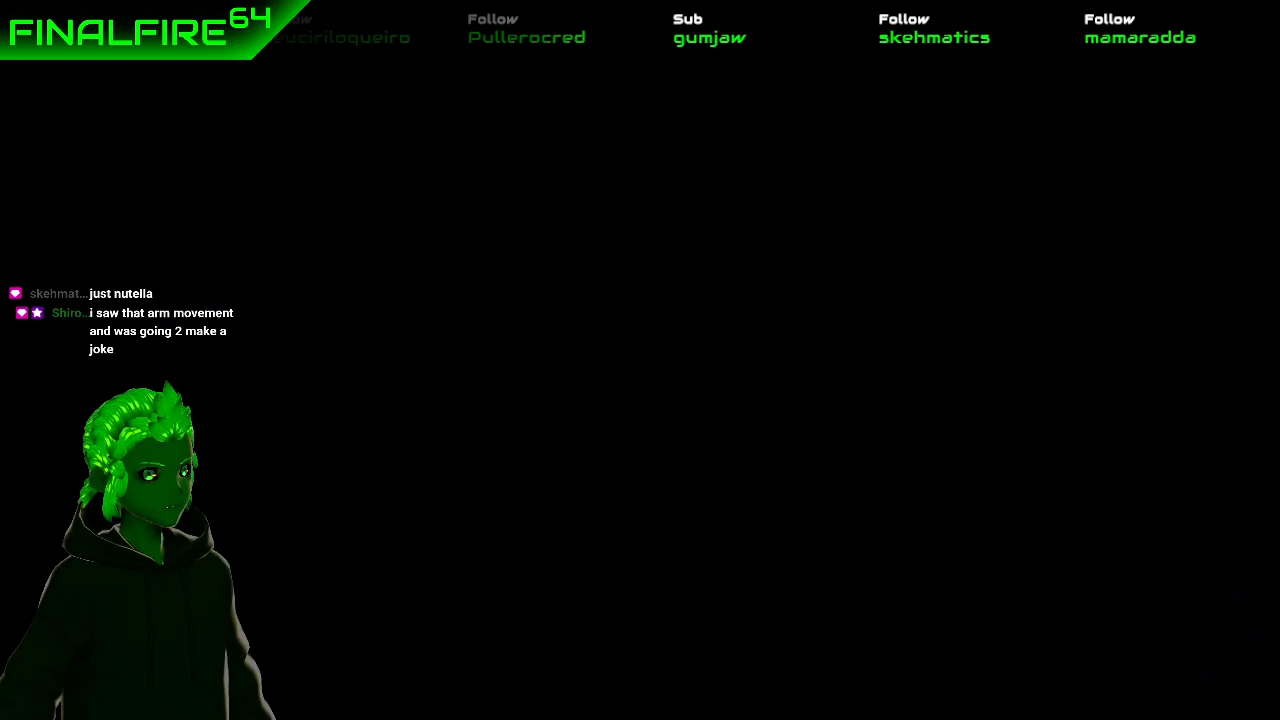 FINALFIRE64
Follow
Pullerocred
Sub
gumjaw
Follow
skehmatics
Follow
mamaradda
skehmat... just nutella
Shiro... i saw that arm movement
and was going 2 make a
joke